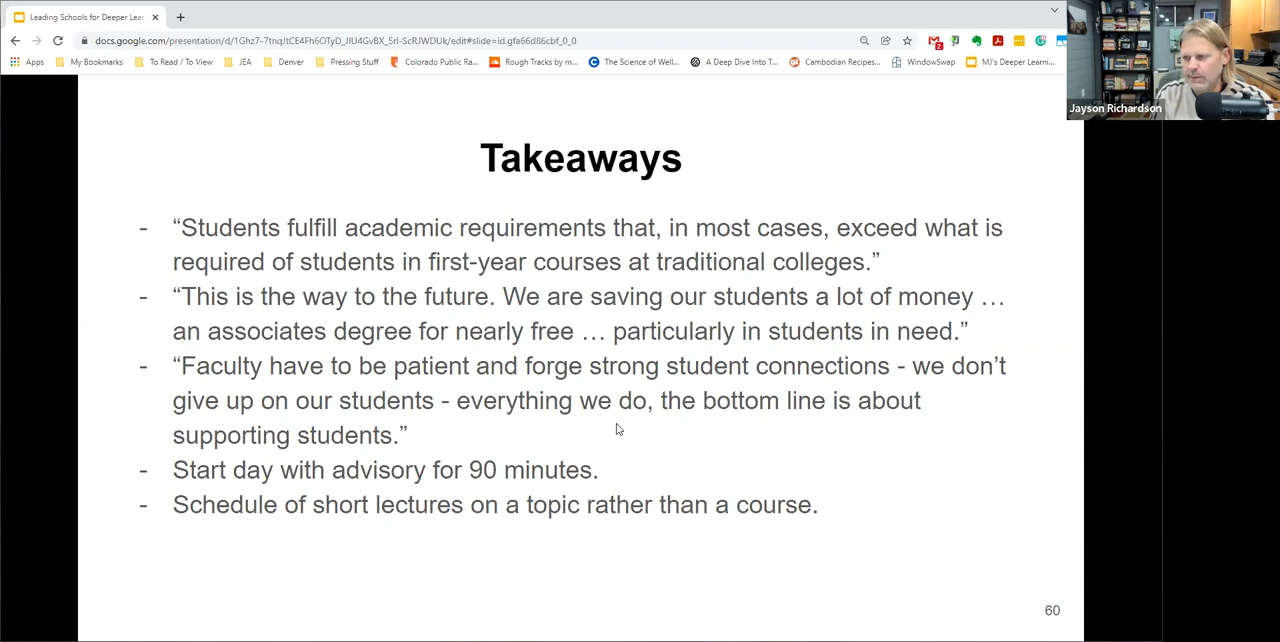 Leading Schools for Deeper Lear
docs.google.com/presentation/d/1Ghz7-7tnqJtCE4Fh6OTyD_JIU4GvBX_5rI-ScRJWDUk/edit#slide=id.gfa66d86cbf_0_0
2
Apps My Bookmarks To Read / To View JEA Denver Pressing Stuff Colorado Public Ra... Rough Tracks by m... The Science of Well... A Deep Dive Into T... Cambodian Recipes... WindowSwap MJ's Deeper Learni...
Jayson Richardson
Takeaways
- “Students fulfill academic requirements that, in most cases, exceed what is
required of students in first-year courses at traditional colleges.”
- “This is the way to the future. We are saving our students a lot of money …
an associates degree for nearly free … particularly in students in need.”
- “Faculty have to be patient and forge strong student connections - we don’t
give up on our students - everything we do, the bottom line is about
supporting students.”
- Start day with advisory for 90 minutes.
- Schedule of short lectures on a topic rather than a course.
60